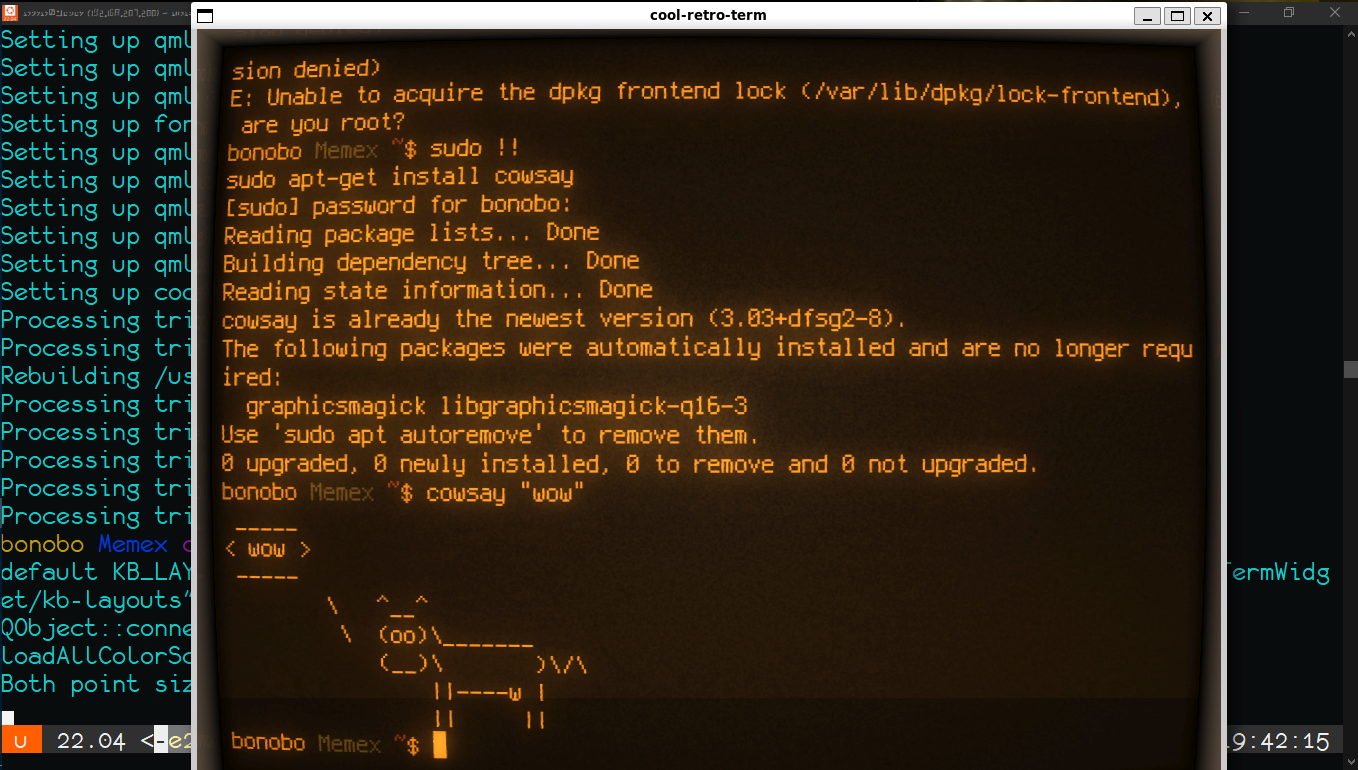 cool-retro-term
Setting up qml
Setting up qml
Setting up qml
Setting up fon
Setting up qml
Setting up qml
Setting up qml
Setting up qml
Setting up qml
Setting up coo
Processing tri
Processing tri
Rebuilding /us
Processing tri
Processing tri
Processing tri
Processing tri
Processing tri
bonobo Memex
default KB_LAY
ermWidg
et/kb-layouts"
QObject::conne
loadAllColorSc
Both point siz
u 22.04 <-e2
9:42:15
sion denied)
E: Unable to acquire the dpkg frontend lock (/var/lib/dpkg/lock-frontend),
 are you root?
bonobo Memex ~$ sudo !!
sudo apt-get install cowsay
[sudo] password for bonobo:
Reading package lists... Done
Building dependency tree... Done
Reading state information... Done
cowsay is already the newest version (3.03+dfsg2-8).
The following packages were automatically installed and are no longer requ
ired:
  graphicsmagick libgraphicsmagick-q16-3
Use 'sudo apt autoremove' to remove them.
0 upgraded, 0 newly installed, 0 to remove and 0 not upgraded.
bonobo Memex ~$ cowsay "wow"
 _____
< wow >
 -----
        \   ^__^
         \  (oo)\_______
            (__)\       )\/\
                ||----w |
                ||     ||
bonobo Memex ~$